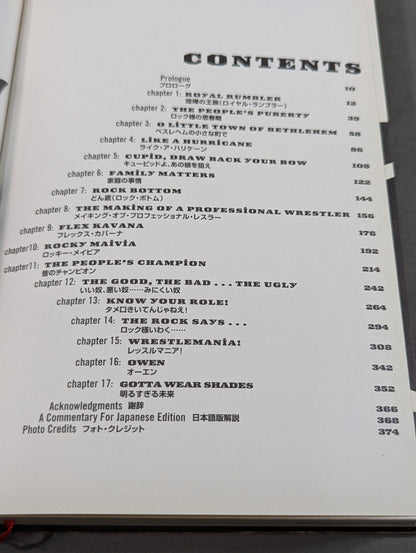 CONTENTS
Prologue
プロローグ 10
chapter 1: ROYAL RUMBLER
喧嘩の王族(ロイヤル・ランブラー) 12
chapter 2: THE PEOPLE'S PUBERTY
ロック様の思春期 39
chapter 3: O LITTLE TOWN OF BETHLEHEM
ベスレヘムの小さな町で 56
chapter 4: LIKE A HURRICANE
ライク・ア・ハリケーン 86
chapter 5: CUPID, DRAW BACK YOUR BOW
キューピッドよ、あの娘を狙え 108
chapter 6: FAMILY MATTERS
家庭の事情 122
chapter 7: ROCK BOTTOM
どん底(ロック・ボトム) 144
chapter 8: THE MAKING OF A PROFESSIONAL WRESTLER
メイキング・オブ・プロフェッショナル・レスラー 156
chapter 9: FLEX KAVANA
フレックス・カバーナ 176
chapter10: ROCKY MAIVIA
ロッキー・メイビア 192
chapter11: THE PEOPLE'S CHAMPION
皆のチャンピオン 214
chapter 12: THE GOOD, THE BAD . . . THE UGLY
いい奴、悪い奴……みにくい奴 242
chapter 13: KNOW YOUR ROLE!
タメ口きいてんじゃねえ! 264
chapter 14: THE ROCK SAYS . . .
ロック様いわく…… 294
chapter 15: WRESTLEMANIA!
レッスルマニア! 308
chapter 16: OWEN
オーエン 342
chapter 17: GOTTA WEAR SHADES
明るすぎる未来 352
Acknowledgments 謝辞 366
A Commentary For Japanese Edition 日本語版解説 368
Photo Credits フォト・クレジット 374